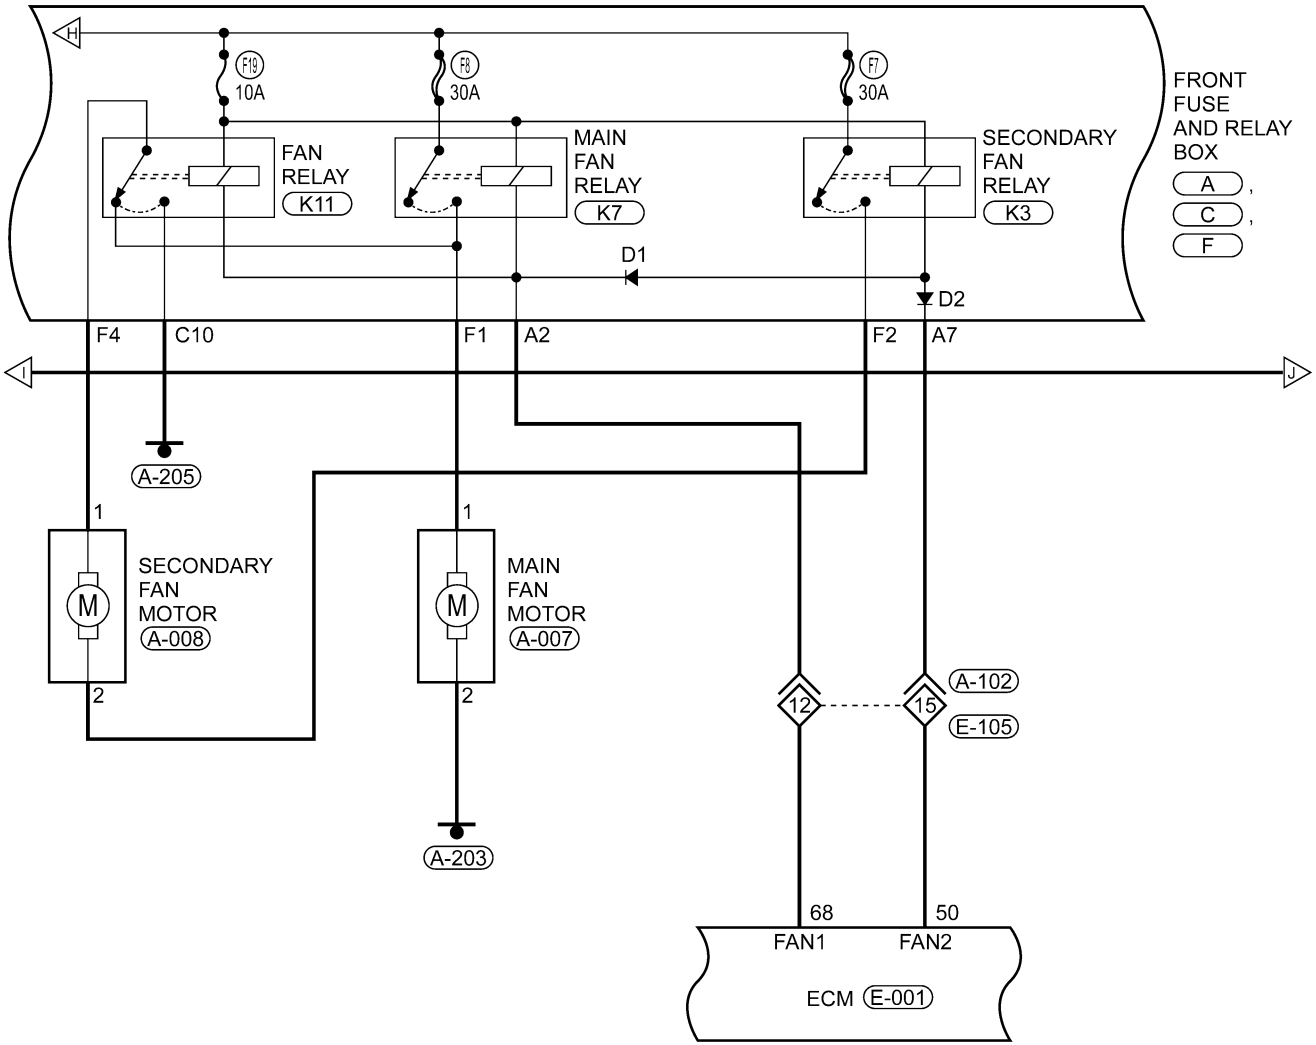 H
F19
10A
F8
30A
F7
30A
FRONT
FUSE
AND RELAY
BOX
A ,
C ,
F
FAN
RELAY
K11
MAIN
FAN
RELAY
K7
SECONDARY
FAN
RELAY
K3
D1
D2
F4
C10
F1
A2
F2
A7
I
J
A-205
1
SECONDARY
FAN
MOTOR
A-008
M
2
1
MAIN
FAN
MOTOR
A-007
M
2
A-203
12
15
A-102
E-105
68
50
FAN1
FAN2
ECM E-001